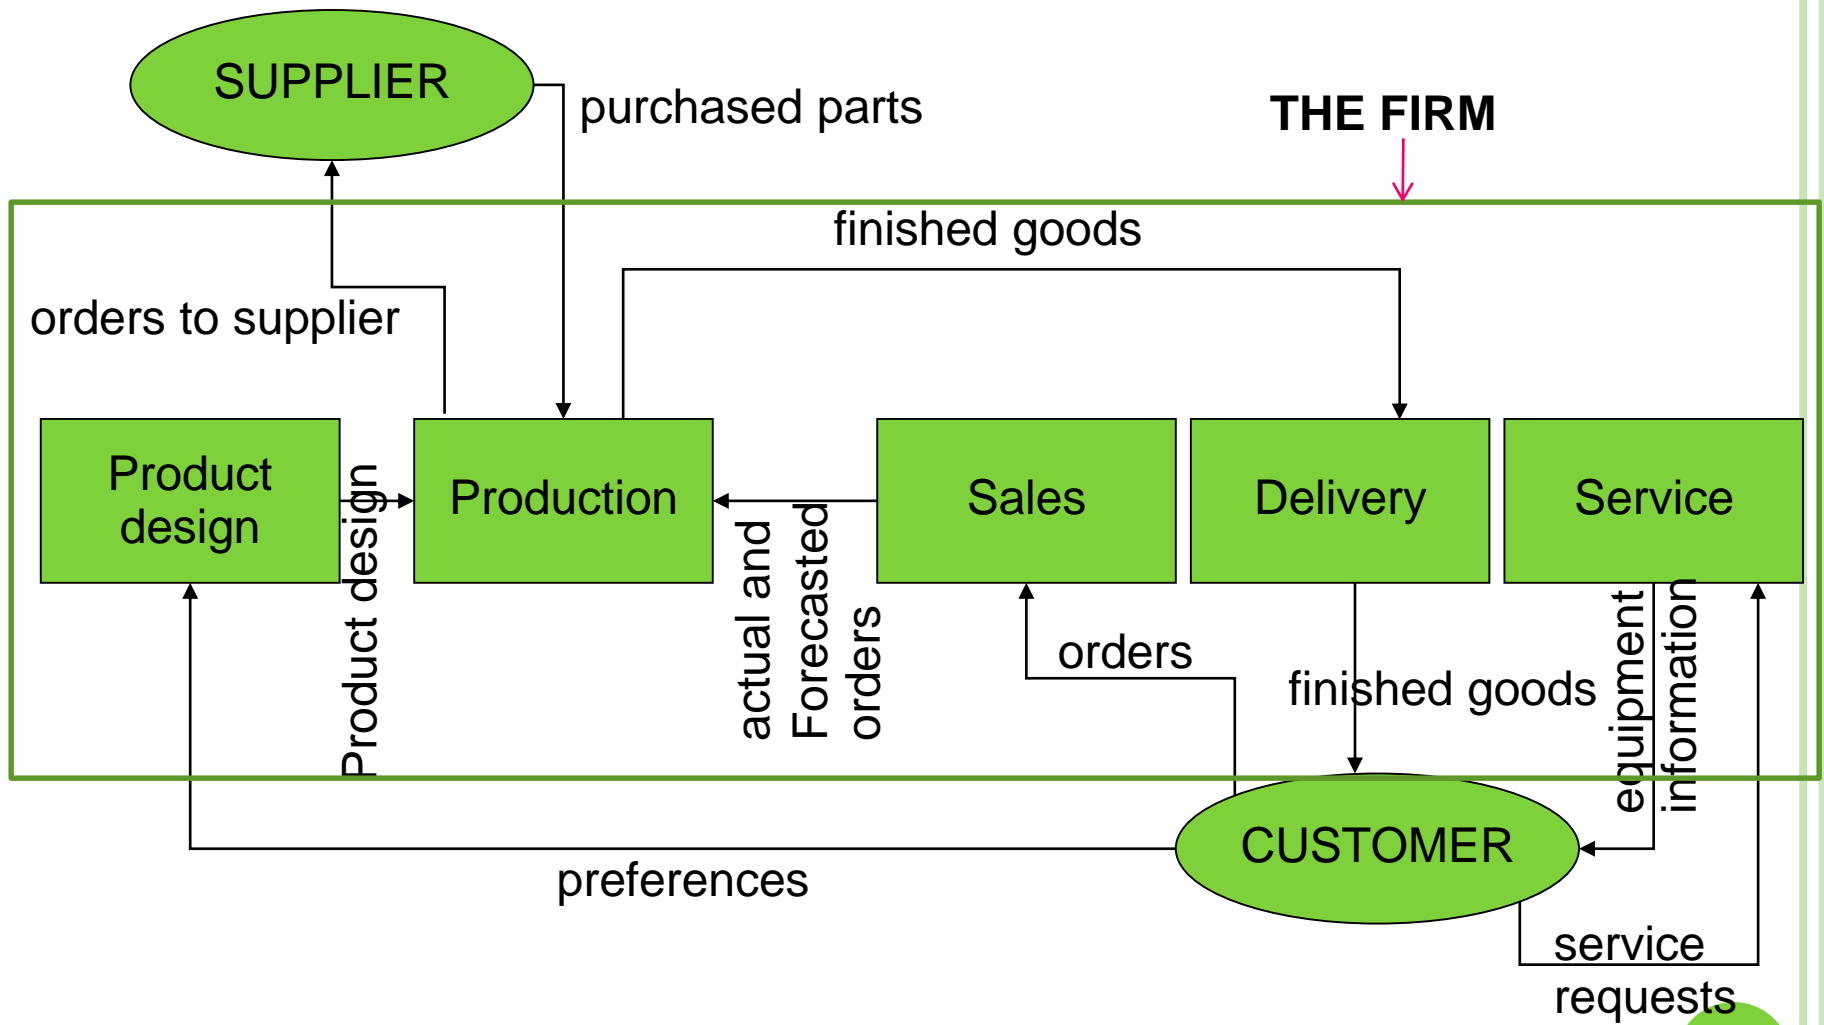 SUPPLIER
purchased parts
THE FIRM
finished goods
orders to supplier
Product
design
Product design
Production
actual and
Forecasted
orders
Sales
Delivery
Service
orders
finished goods
equipment
information
CUSTOMER
preferences
service
requests